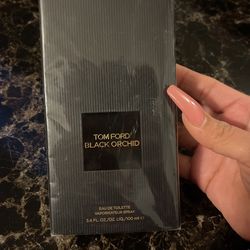 TOM FORD
BLACK ORCHID
EAU DE TOILETTE
VAPORISATEUR SPRAY
3.4 FL.OZ./OZ. LIQ./100 ml ℮